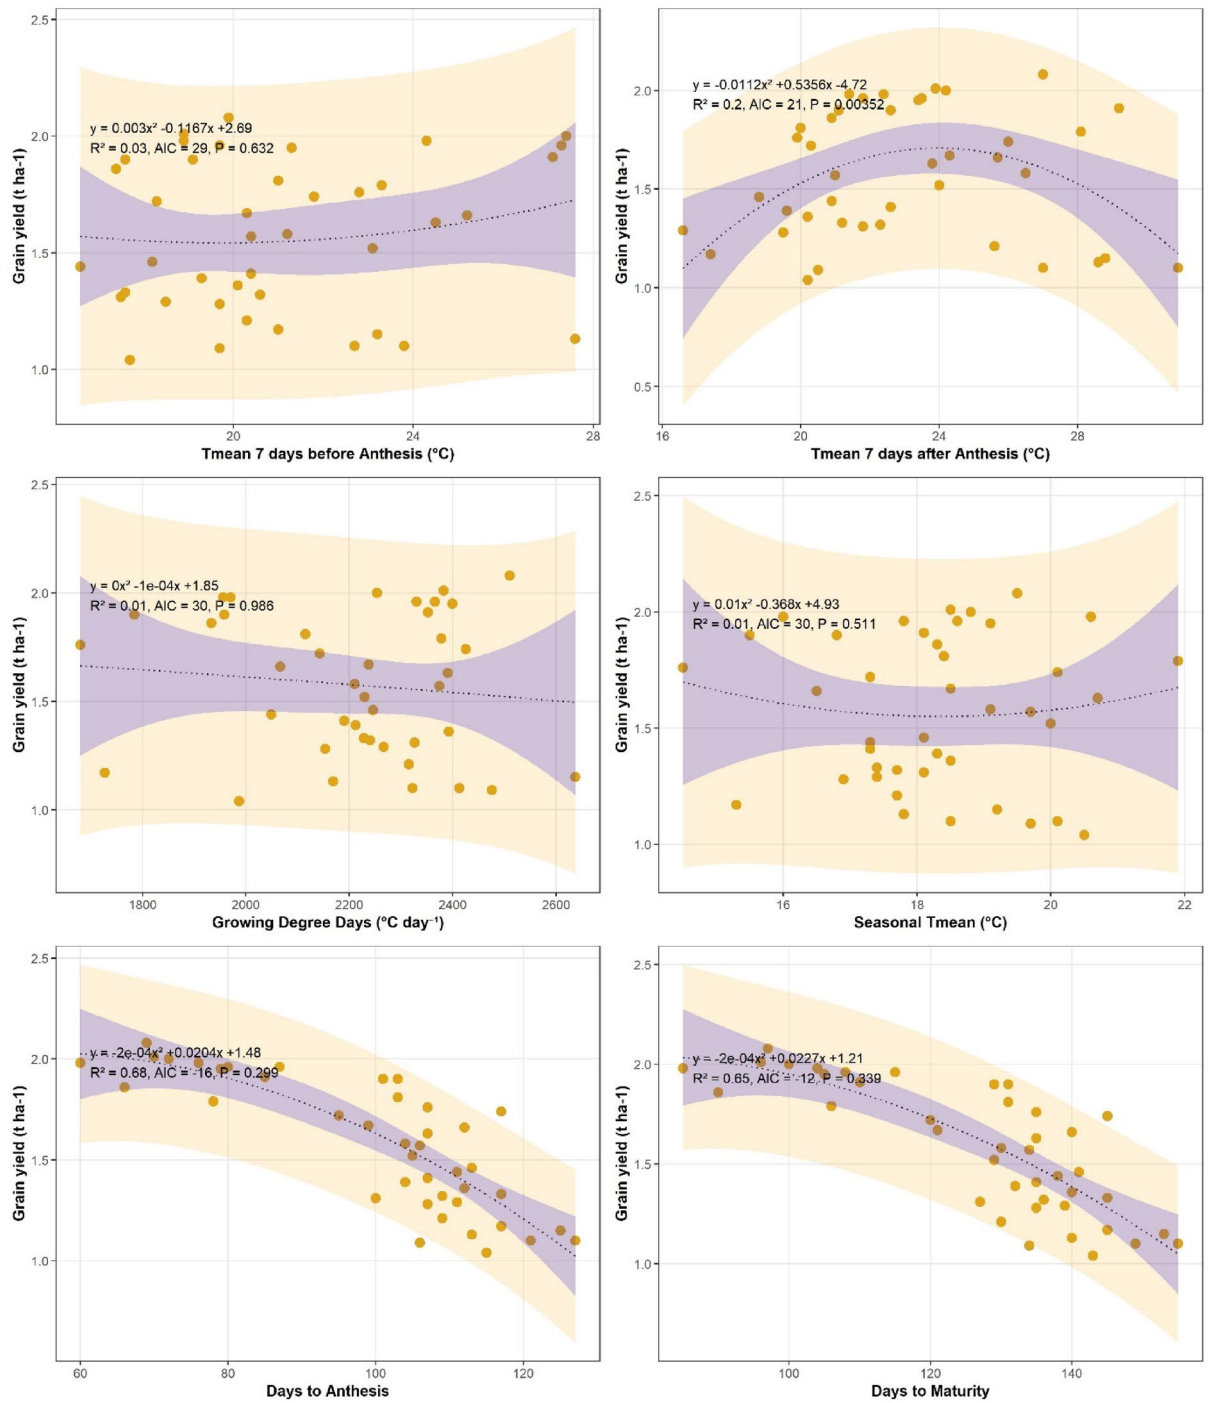 2.5
2.0
1.5
1.0
Grain yield (t ha-1)
y = 0.003x² -0.1167x +2.69
R² = 0.03, AIC = 29, P = 0.632
20 24 28
Tmean 7 days before Anthesis (°C)
2.0
1.5
1.0
0.5
Grain yield (t ha-1)
y = -0.0112x² +0.5356x -4.72
R² = 0.2, AIC = 21, P = 0.00352
16 20 24 28
Tmean 7 days after Anthesis (°C)
2.5
2.0
1.5
1.0
Grain yield (t ha-1)
y = 0x² -1e-04x +1.85
R² = 0.01, AIC = 30, P = 0.986
1800 2000 2200 2400 2600
Growing Degree Days (°C day⁻¹)
2.5
2.0
1.5
1.0
Grain yield (t ha-1)
y = 0.01x² -0.368x +4.93
R² = 0.01, AIC = 30, P = 0.511
16 18 20 22
Seasonal Tmean (°C)
2.5
2.0
1.5
1.0
Grain yield (t ha-1)
y = -2e-04x² +0.0204x +1.48
R² = 0.68, AIC = -16, P = 0.299
60 80 100 120
Days to Anthesis
2.5
2.0
1.5
1.0
Grain yield (t ha-1)
y = -2e-04x² +0.0227x +1.21
R² = 0.65, AIC = -12, P = 0.339
100 120 140
Days to Maturity